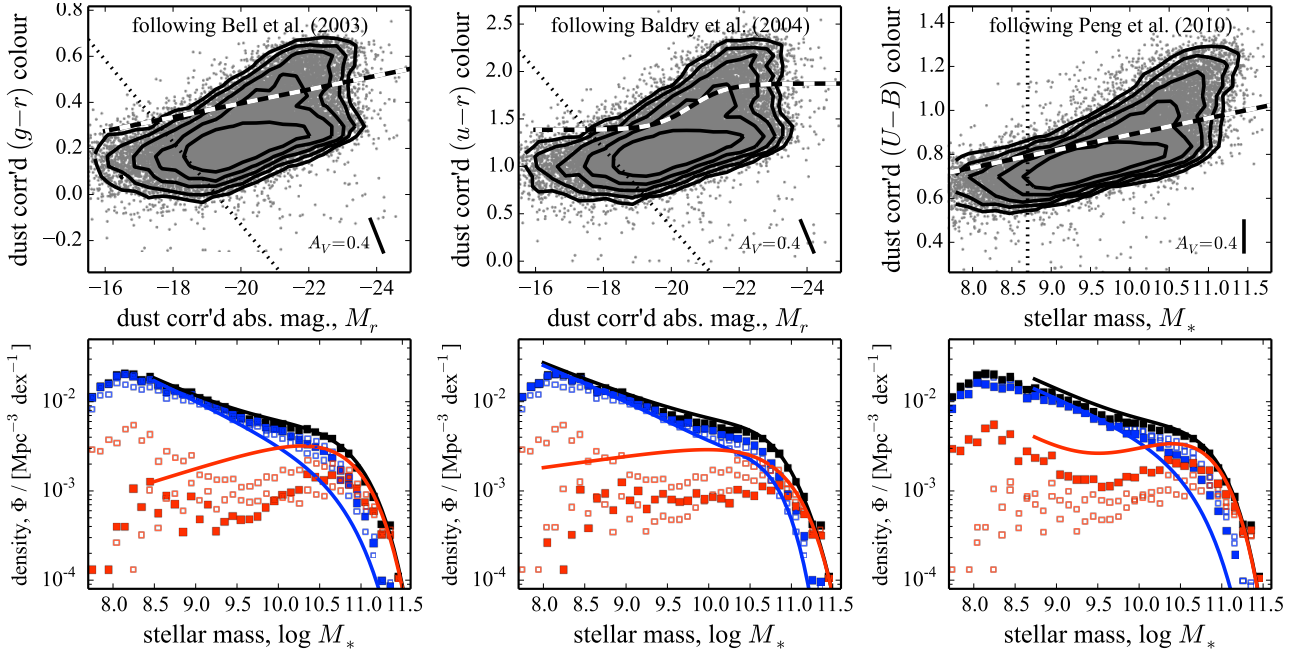 following Bell et al. (2003)
dust corr'd (g−r) colour
0.8
0.6
0.4
0.2
0.0
−0.2
A_V=0.4
−16 −18 −20 −22 −24
dust corr'd abs. mag., M_r
following Baldry et al. (2004)
dust corr'd (u−r) colour
2.5
2.0
1.5
1.0
0.5
0.0
A_V=0.4
−16 −18 −20 −22 −24
dust corr'd abs. mag., M_r
following Peng et al. (2010)
dust corr'd (U−B) colour
1.4
1.2
1.0
0.8
0.6
0.4
A_V=0.4
8.0 8.5 9.0 9.5 10.0 10.5 11.0 11.5
stellar mass, M_*
density, Φ / [Mpc⁻³ dex⁻¹]
10⁻²
10⁻³
10⁻⁴
8.0 8.5 9.0 9.5 10.0 10.5 11.0 11.5
stellar mass, log M_*
density, Φ / [Mpc⁻³ dex⁻¹]
10⁻²
10⁻³
10⁻⁴
8.0 8.5 9.0 9.5 10.0 10.5 11.0 11.5
stellar mass, log M_*
density, Φ / [Mpc⁻³ dex⁻¹]
10⁻²
10⁻³
10⁻⁴
8.0 8.5 9.0 9.5 10.0 10.5 11.0 11.5
stellar mass, log M_*